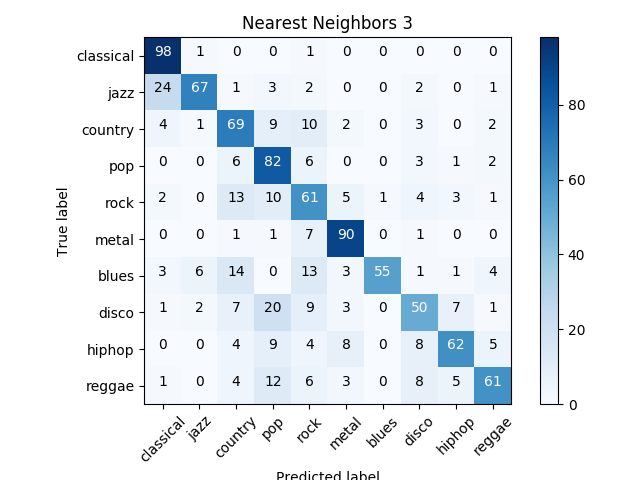 Nearest Neighbors 3
True label
classical 98 1 0 0 1 0 0 0 0 0
jazz 24 67 1 3 2 0 0 2 0 1
country 4 1 69 9 10 2 0 3 0 2
pop 0 0 6 82 6 0 0 3 1 2
rock 2 0 13 10 61 5 1 4 3 1
metal 0 0 1 1 7 90 0 1 0 0
blues 3 6 14 0 13 3 55 1 1 4
disco 1 2 7 20 9 3 0 50 7 1
hiphop 0 0 4 9 4 8 0 8 62 5
reggae 1 0 4 12 6 3 0 8 5 61
classical jazz country pop rock metal blues disco hiphop reggae
Predicted label
80
60
40
20
0